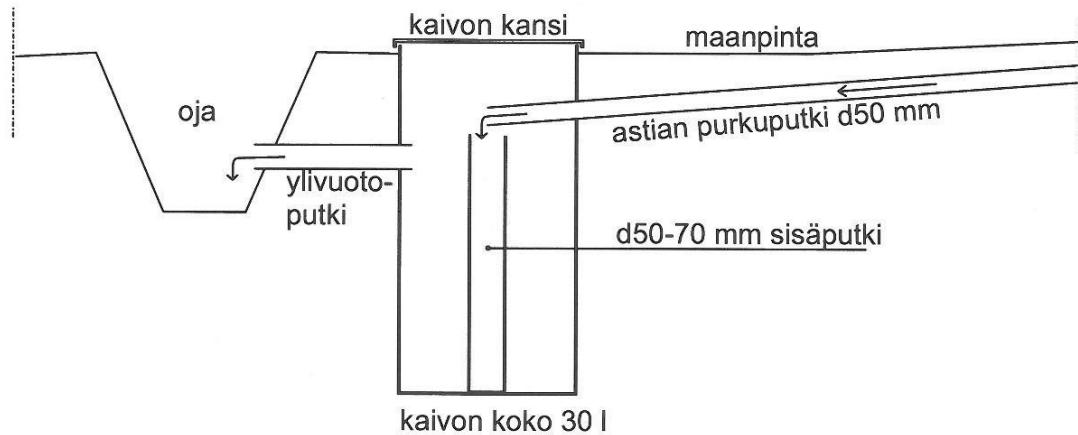 kaivon kansi
maanpinta
oja
astian purkuputki d50 mm
ylivuoto-
putki
d50-70 mm sisäputki
kaivon koko 30 l